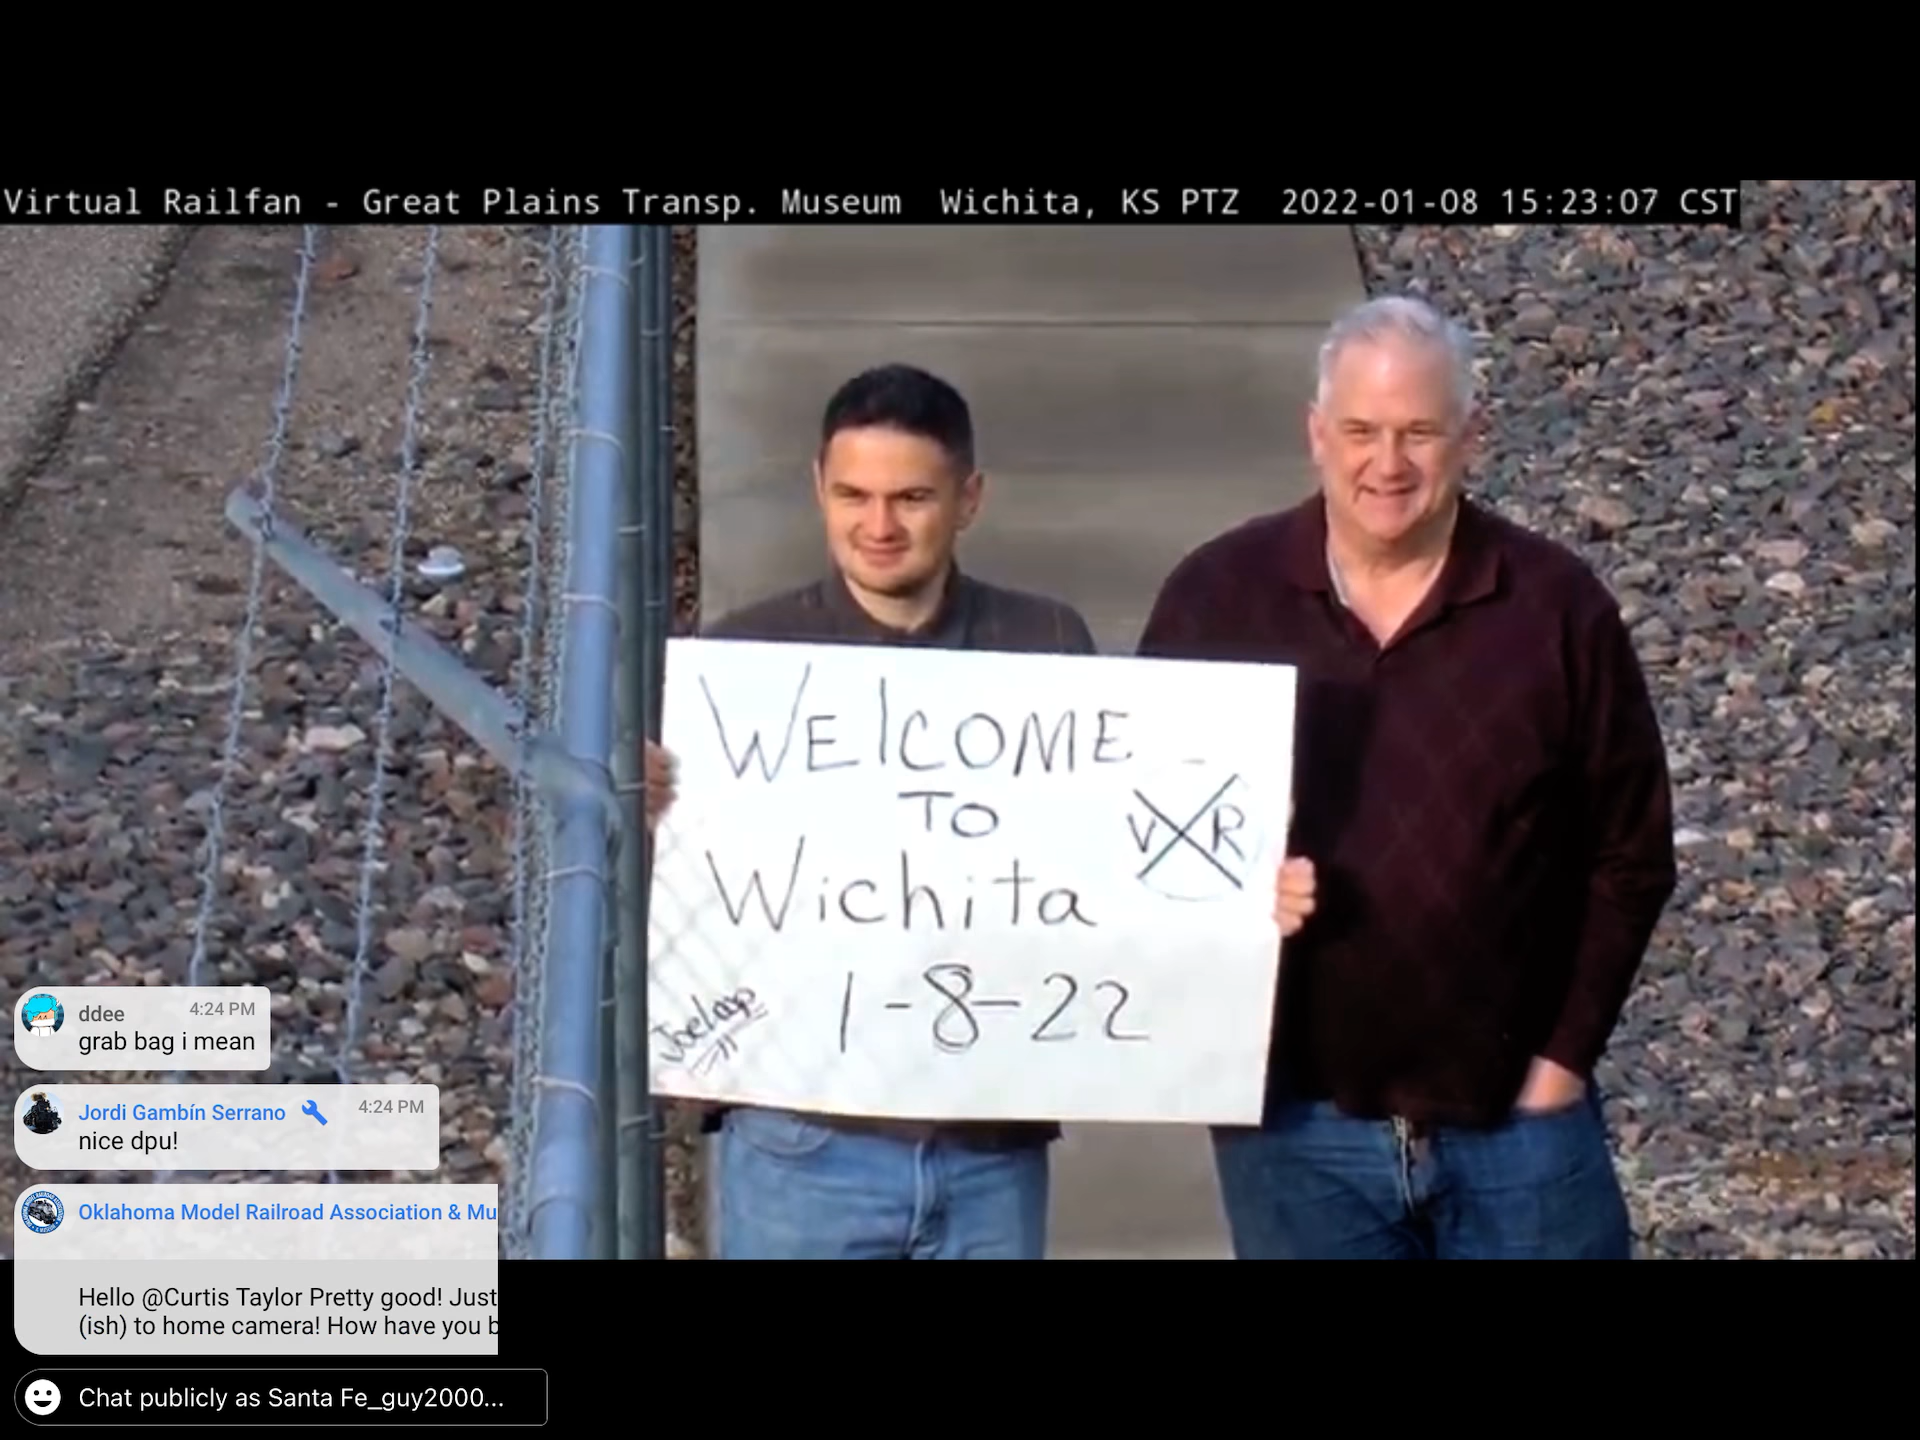 Virtual Railfan - Great Plains Transp. Museum Wichita, KS PTZ 2022-01-08 15:23:07 CST
WElCOME
TO
V R
Wichita
1-8-22
ddee 4:24 PM
grab bag i mean
Jordi Gambín Serrano 4:24 PM
nice dpu!
Oklahoma Model Railroad Association & Mu
Hello @Curtis Taylor Pretty good! Just
(ish) to home camera! How have you b
Chat publicly as Santa Fe_guy2000...